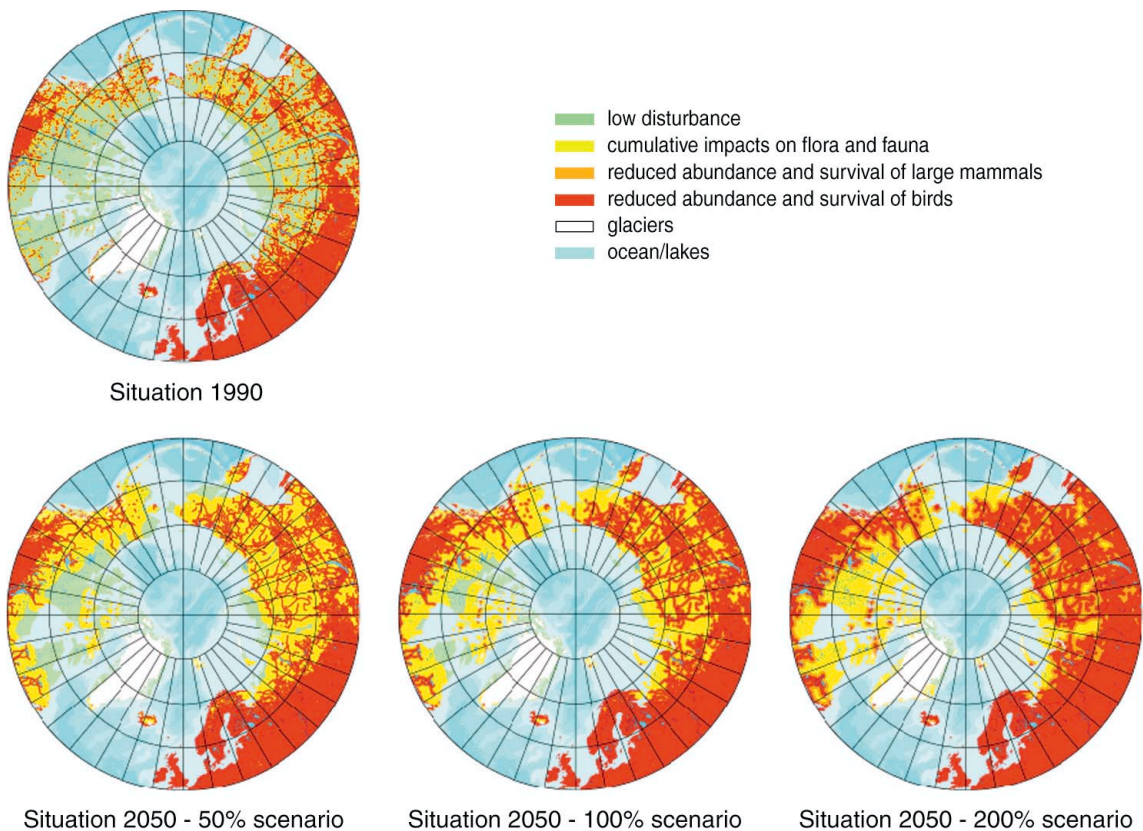 low disturbance
cumulative impacts on flora and fauna
reduced abundance and survival of large mammals
reduced abundance and survival of birds
glaciers
ocean/lakes
Situation 1990
Situation 2050 - 50% scenario
Situation 2050 - 100% scenario
Situation 2050 - 200% scenario